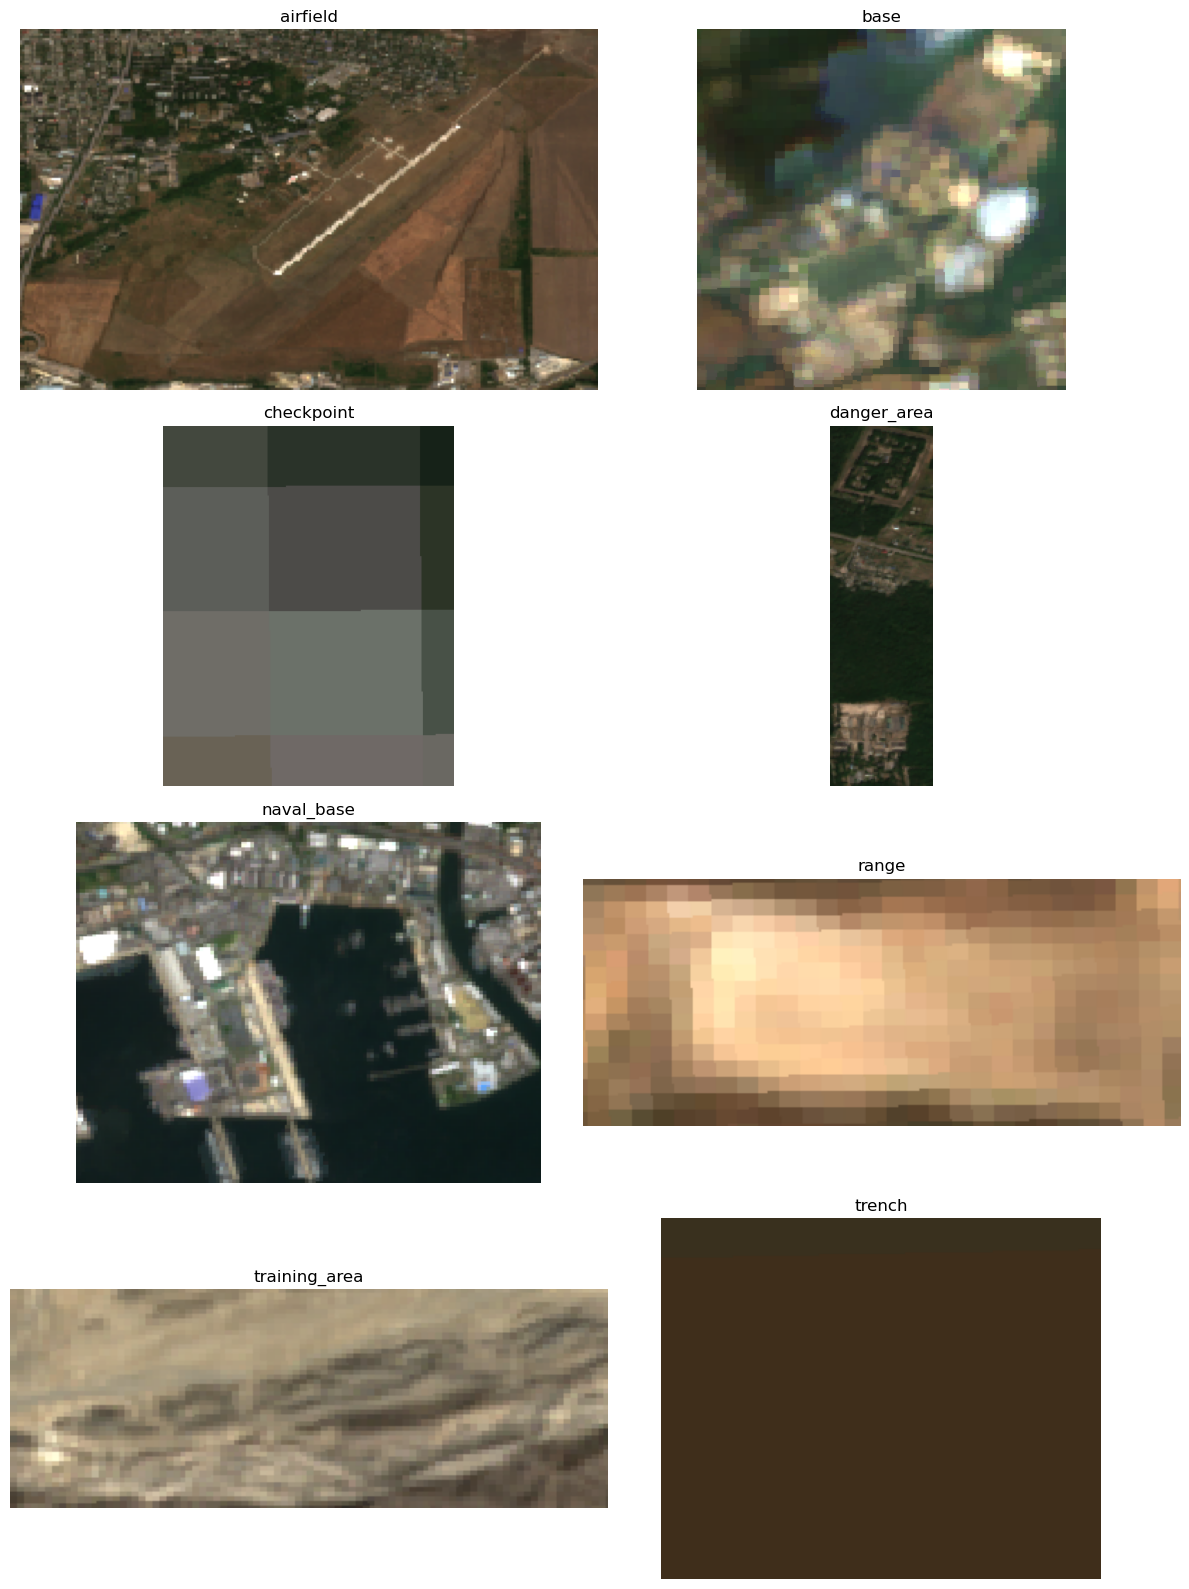 airfield
base
checkpoint
danger_area
naval_base
range
training_area
trench